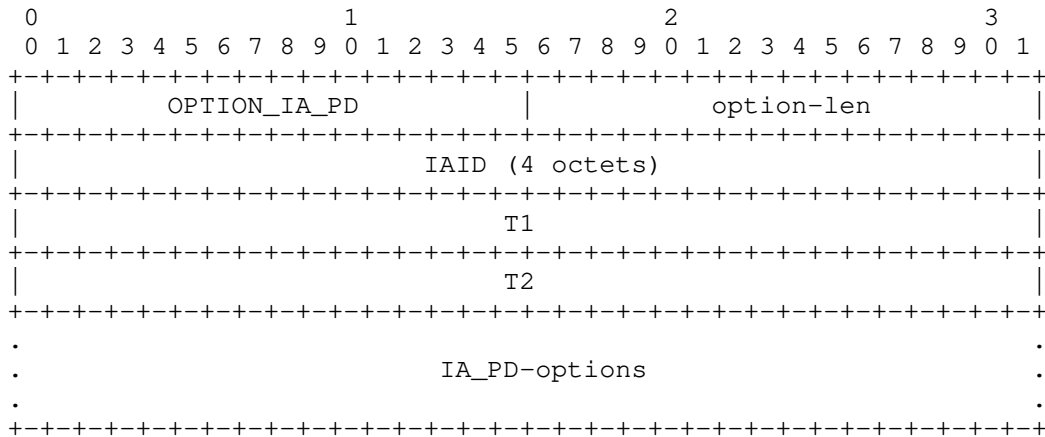 0                   1                   2                   3
 0 1 2 3 4 5 6 7 8 9 0 1 2 3 4 5 6 7 8 9 0 1 2 3 4 5 6 7 8 9 0 1
+-+-+-+-+-+-+-+-+-+-+-+-+-+-+-+-+-+-+-+-+-+-+-+-+-+-+-+-+-+-+-+-+
|         OPTION_IA_PD          |           option-len          |
+-+-+-+-+-+-+-+-+-+-+-+-+-+-+-+-+-+-+-+-+-+-+-+-+-+-+-+-+-+-+-+-+
|                         IAID (4 octets)                       |
+-+-+-+-+-+-+-+-+-+-+-+-+-+-+-+-+-+-+-+-+-+-+-+-+-+-+-+-+-+-+-+-+
|                              T1                               |
+-+-+-+-+-+-+-+-+-+-+-+-+-+-+-+-+-+-+-+-+-+-+-+-+-+-+-+-+-+-+-+-+
|                              T2                               |
+-+-+-+-+-+-+-+-+-+-+-+-+-+-+-+-+-+-+-+-+-+-+-+-+-+-+-+-+-+-+-+-+
.                                                               .
.                          IA_PD-options                        .
.                                                               .
+-+-+-+-+-+-+-+-+-+-+-+-+-+-+-+-+-+-+-+-+-+-+-+-+-+-+-+-+-+-+-+-+